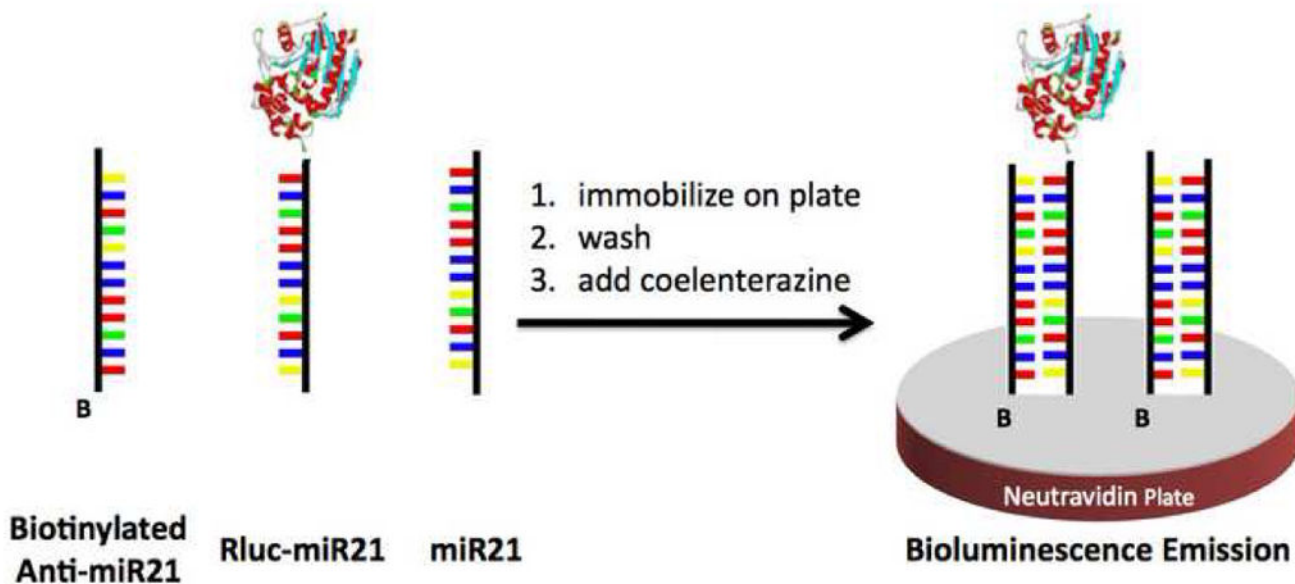 1. immobilize on plate
2. wash
3. add coelenterazine
B
B
B
Neutravidin Plate
Biotinylated
Anti-miR21
Rluc-miR21
miR21
Bioluminescence Emission